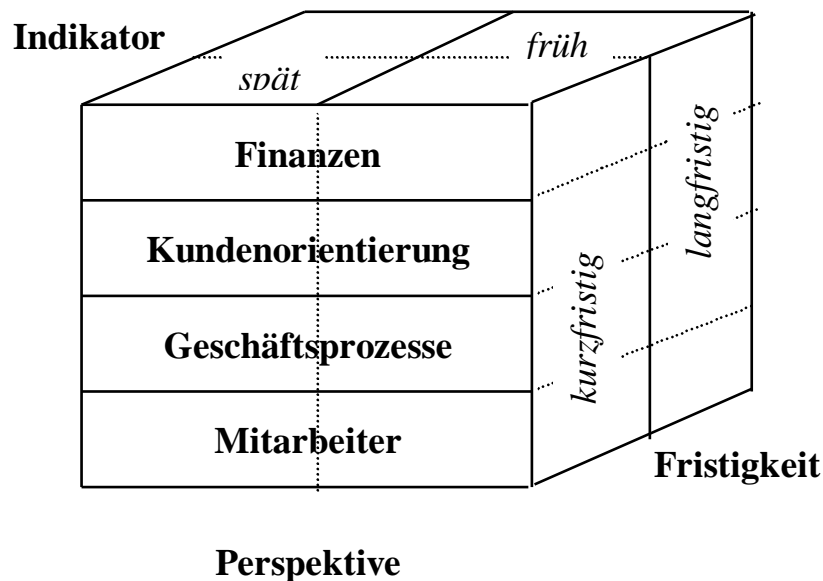 Indikator
früh
spät
Finanzen
langfristig
Kundenorientierung
kurzfristig
Geschäftsprozesse
Mitarbeiter
Fristigkeit
Perspektive